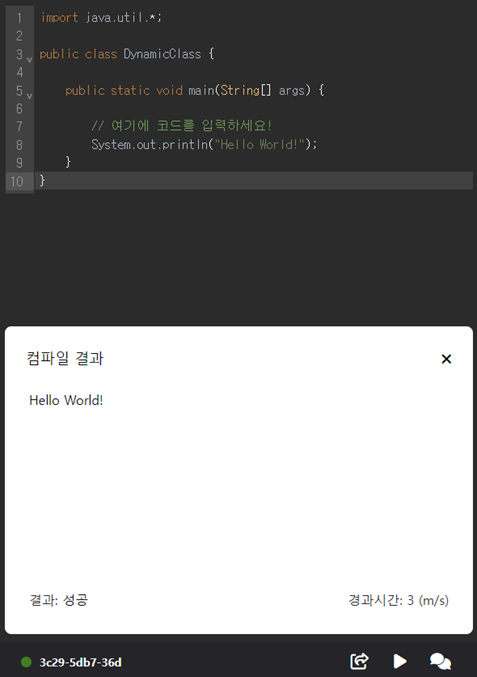 1 import java.util.*;
2
3 public class DynamicClass {
4
5 public static void main(String[] args) {
6
7 // 여기에 코드를 입력하세요!
8 System.out.println("Hello World!");
9 }
10 }
컴파일 결과
Hello World!
결과: 성공 경과시간: 3 (m/s)
3c29-5db7-36d